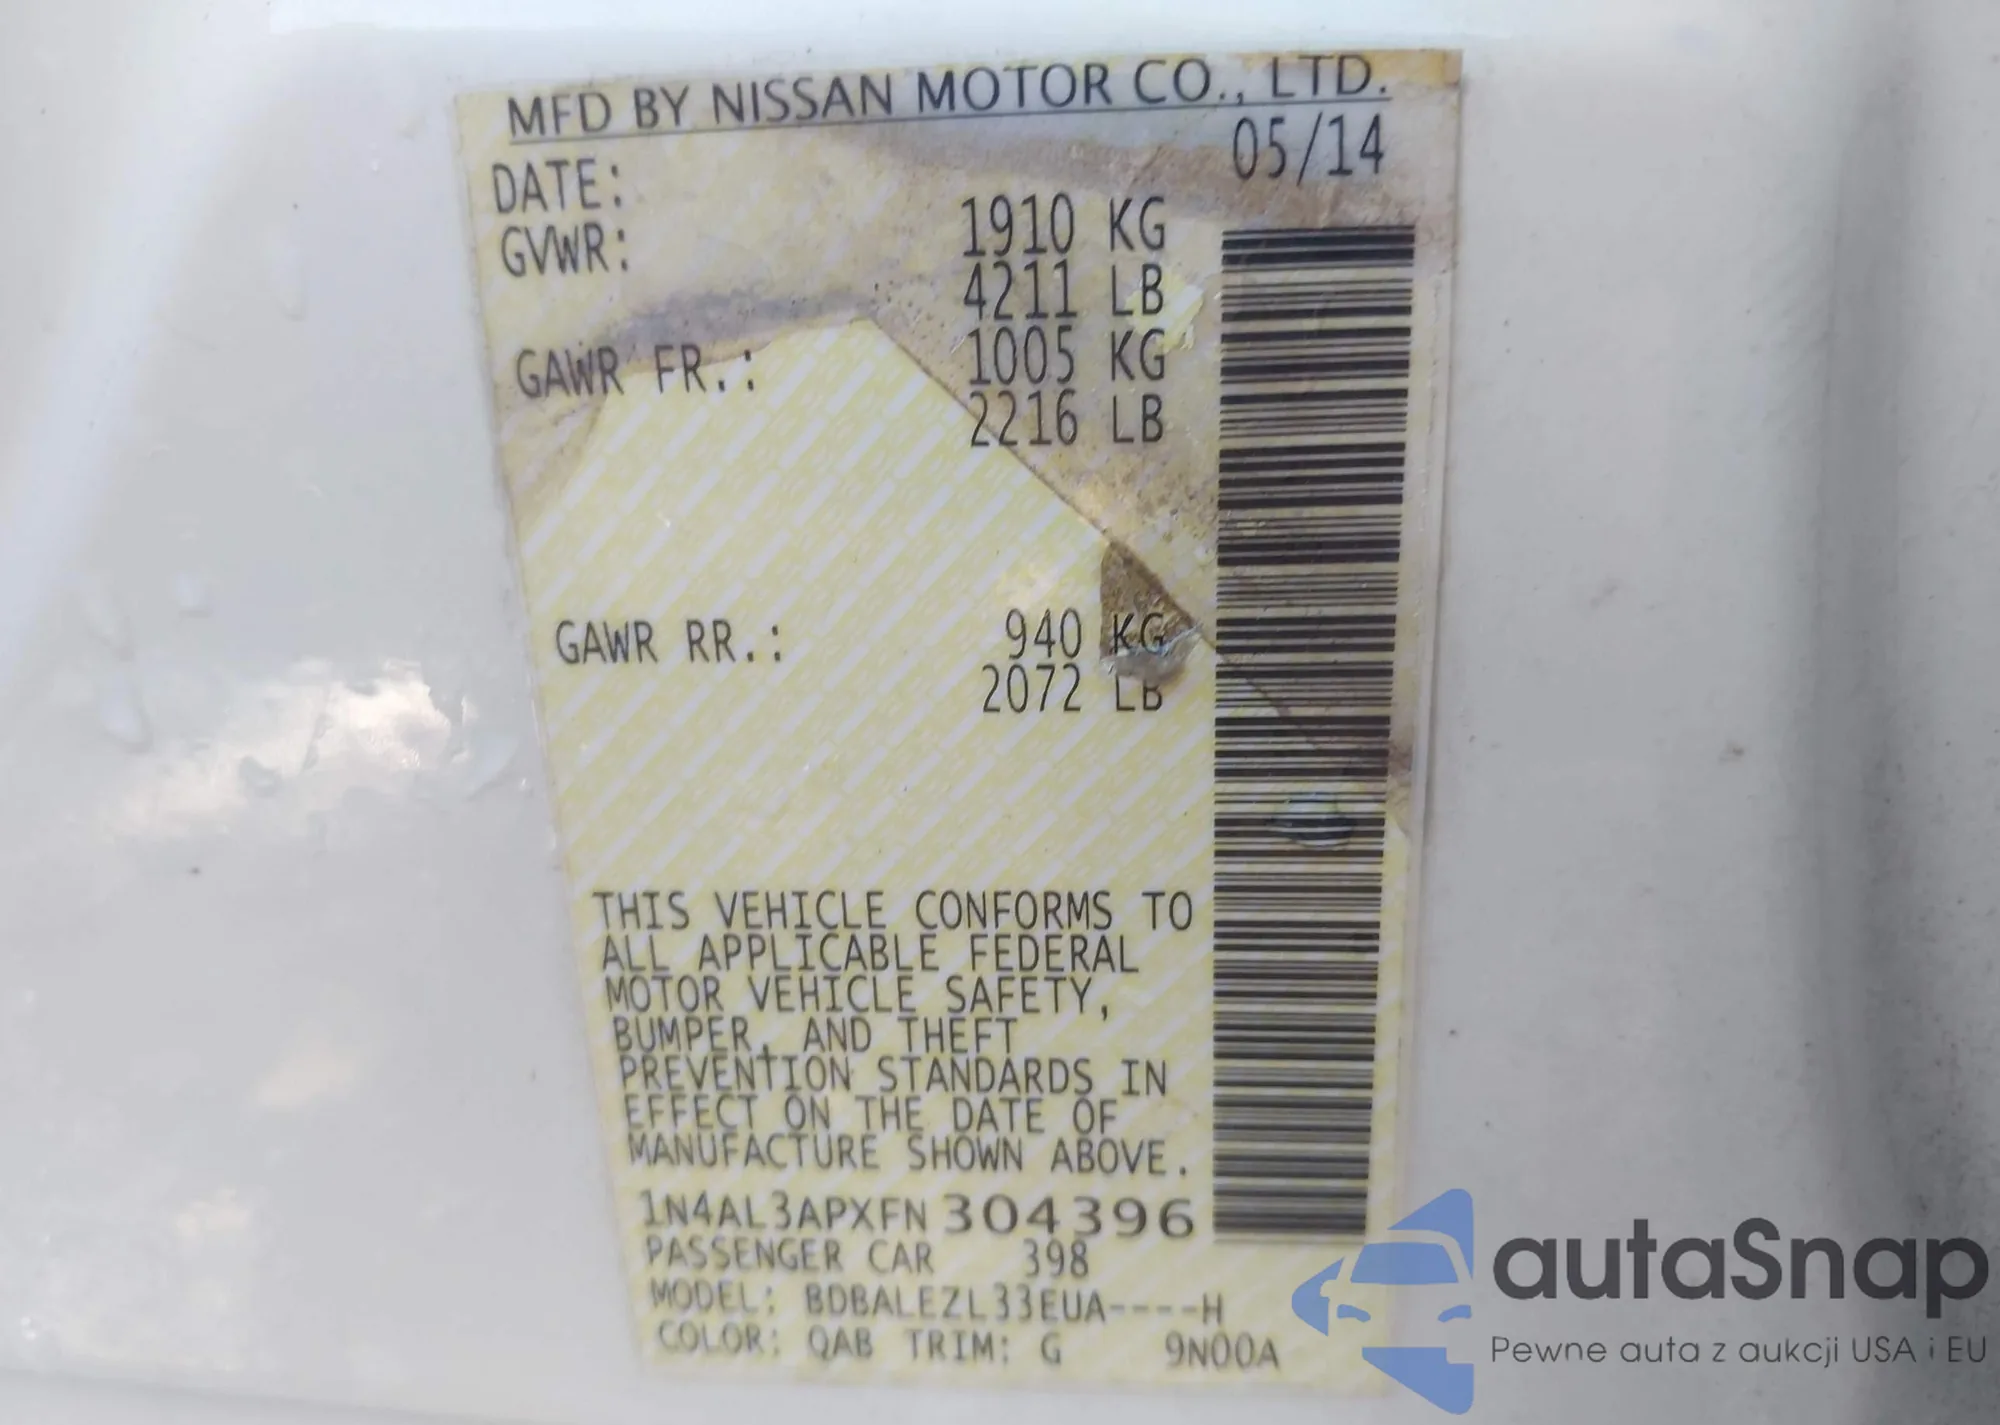 MFD BY NISSAN MOTOR CO., LTD.
DATE: 05/14
GVWR: 1910 KG
4211 LB
GAWR FR.: 1005 KG
2216 LB
GAWR RR.: 940 KG
2072 LB
THIS VEHICLE CONFORMS TO
ALL APPLICABLE FEDERAL
MOTOR VEHICLE SAFETY,
BUMPER, AND THEFT
PREVENTION STANDARDS IN
EFFECT ON THE DATE OF
MANUFACTURE SHOWN ABOVE.
1N4AL3APXFN304396
PASSENGER CAR 398
MODEL: BDBALEZL33EUA----H
COLOR: QAB TRIM: G 9N00A
autaSnap
Pewne auta z aukcji USA i EU